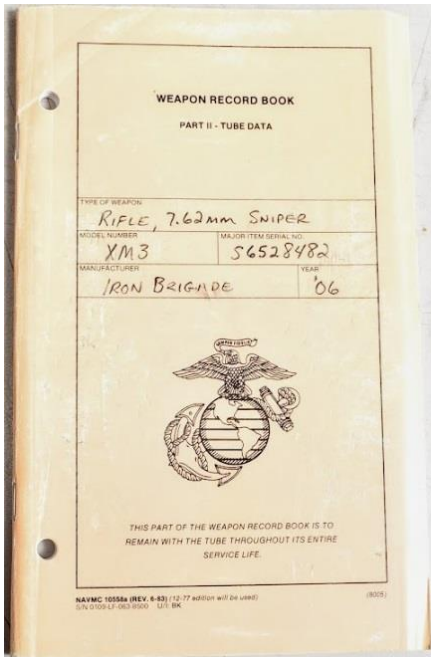 WEAPON RECORD BOOK
PART II - TUBE DATA
TYPE OF WEAPON
RIFLE, 7.62MM SNIPER
MODEL NUMBER
MAJOR ITEM SERIAL NO.
XM3
S6528482
MANUFACTURER
YEAR
IRON BRIGADE
'06
SEMPER FIDELIS
THIS PART OF THE WEAPON RECORD BOOK IS TO
REMAIN WITH THE TUBE THROUGHOUT ITS ENTIRE
SERVICE LIFE.
NAVMC 10558a (REV. 6-83) (12-77 edition will be used)
(8005)
S/N 0109-LF-063-8500 U/I: BK